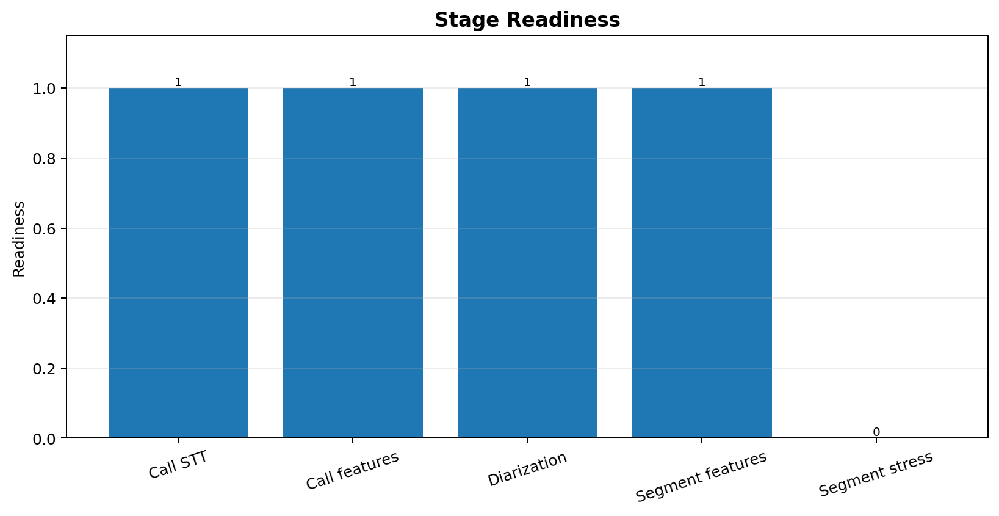 Stage Readiness
Readiness
1.0
0.8
0.6
0.4
0.2
0.0
1
1
1
1
0
Call STT
Call features
Diarization
Segment features
Segment stress